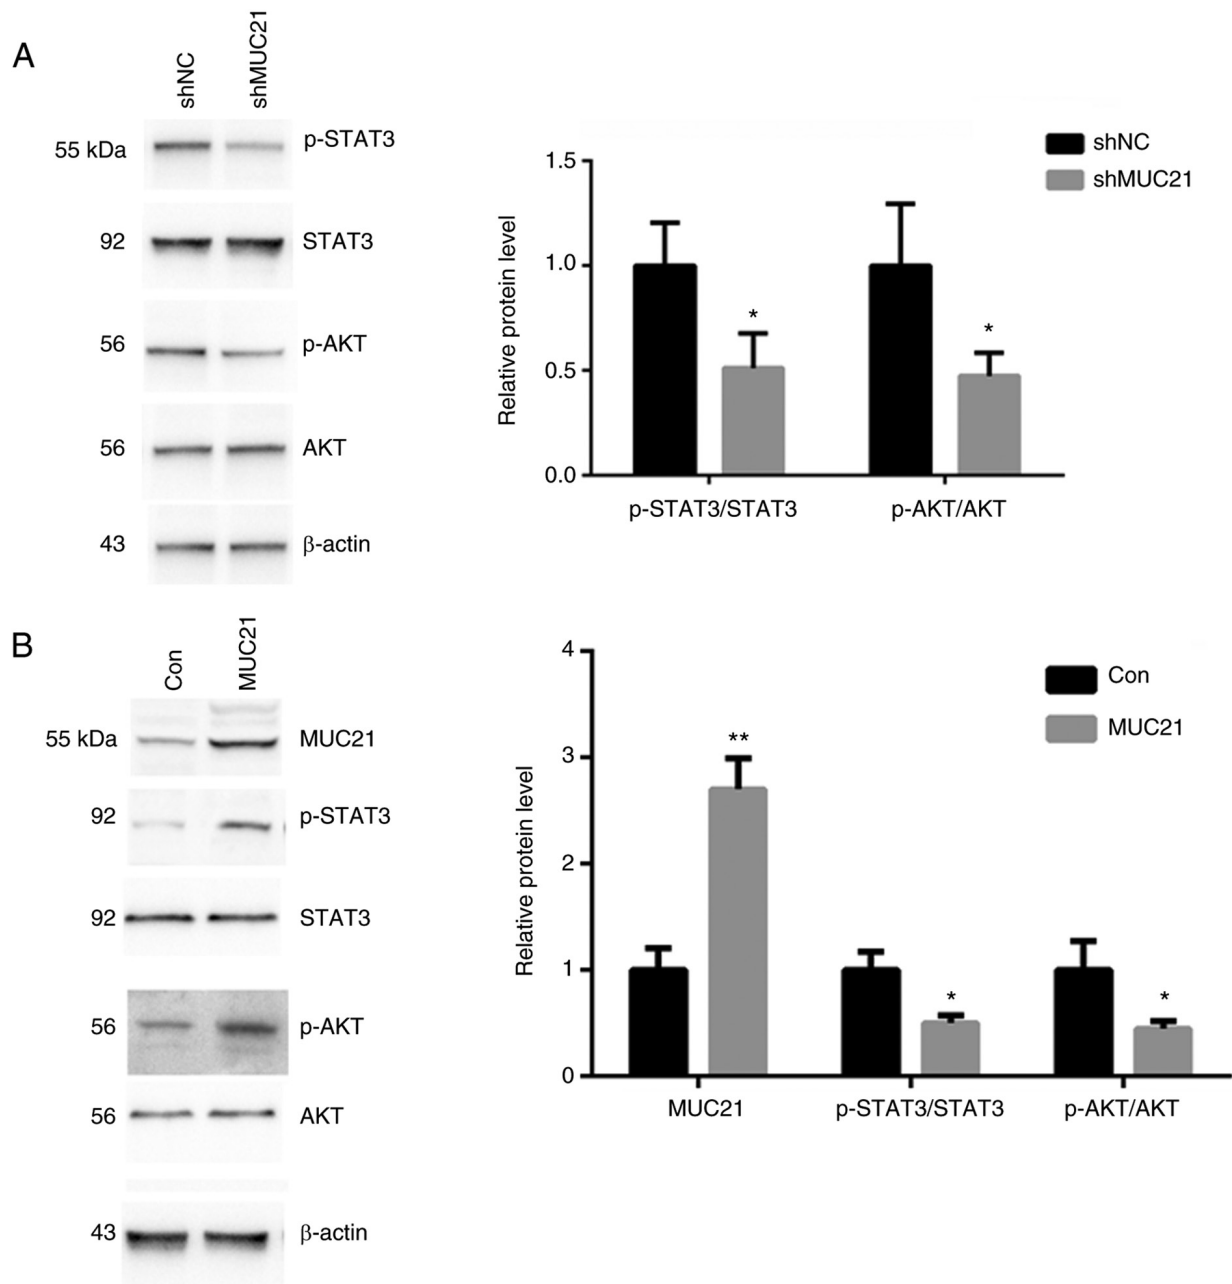 A
shNC
shMUC21
55 kDa
p-STAT3
92
STAT3
56
p-AKT
56
AKT
43
β-actin
shNC
shMUC21
Relative protein level
1.5
1.0
0.5
0.0
*
*
p-STAT3/STAT3
p-AKT/AKT
B
Con
MUC21
55 kDa
MUC21
92
p-STAT3
92
STAT3
56
p-AKT
56
AKT
43
β-actin
Con
MUC21
Relative protein level
4
3
2
1
0
**
*
*
MUC21
p-STAT3/STAT3
p-AKT/AKT